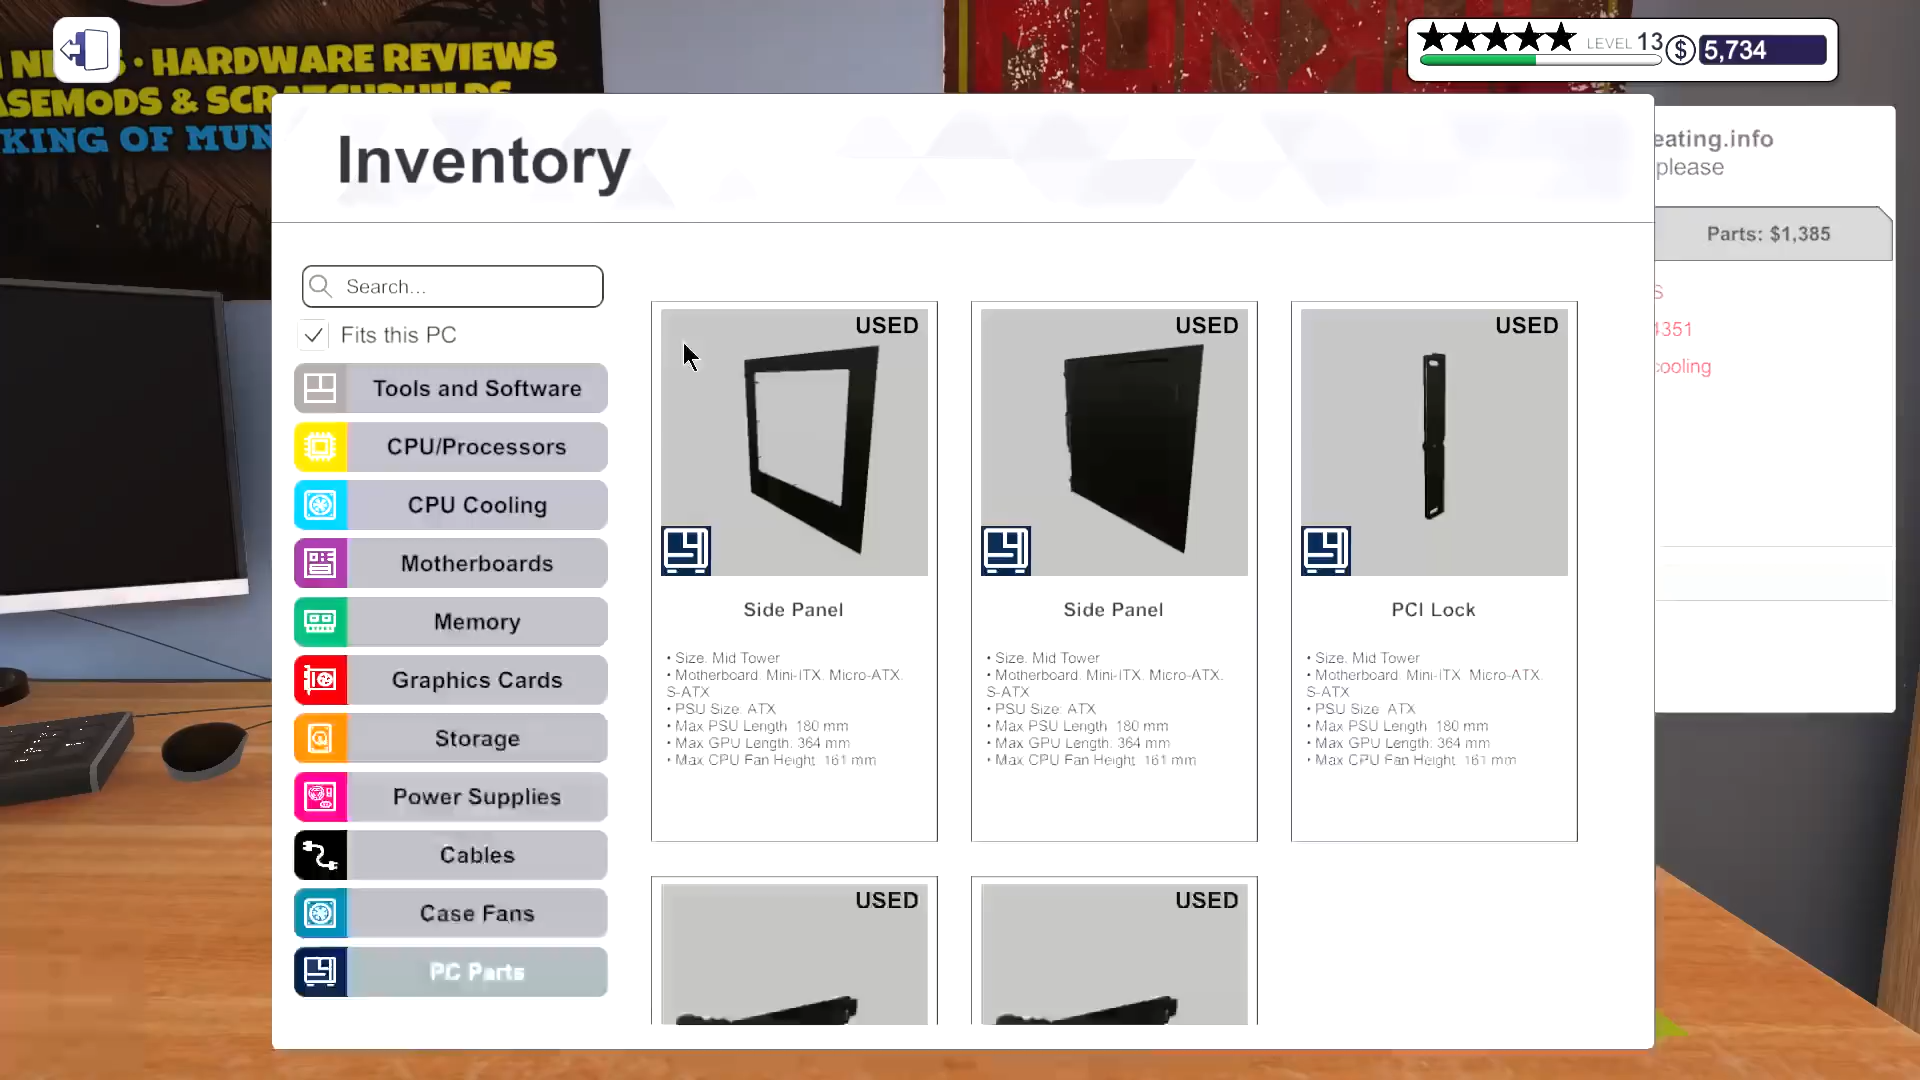 · HARDWARE REVIEWS
KING OF MUN
LEVEL 13
$ 5,734
Inventory
eating.info
please
Parts: $1,385
S
4351
cooling
Search...
Fits this PC
Tools and Software
CPU/Processors
CPU Cooling
Motherboards
Memory
Graphics Cards
Storage
Power Supplies
Cables
Case Fans
PC Parts
USED
Side Panel
• Size: Mid Tower
• Motherboard: Mini-ITX, Micro-ATX,
S-ATX
• PSU Size: ATX
• Max PSU Length: 180 mm
• Max GPU Length: 364 mm
• Max CPU Fan Height: 161 mm
USED
Side Panel
• Size: Mid Tower
• Motherboard: Mini-ITX, Micro-ATX,
S-ATX
• PSU Size: ATX
• Max PSU Length: 180 mm
• Max GPU Length: 364 mm
• Max CPU Fan Height: 161 mm
USED
PCI Lock
• Size: Mid Tower
• Motherboard: Mini-ITX, Micro-ATX,
S-ATX
• PSU Size: ATX
• Max PSU Length: 180 mm
• Max GPU Length: 364 mm
• Max CPU Fan Height: 161 mm
USED
USED